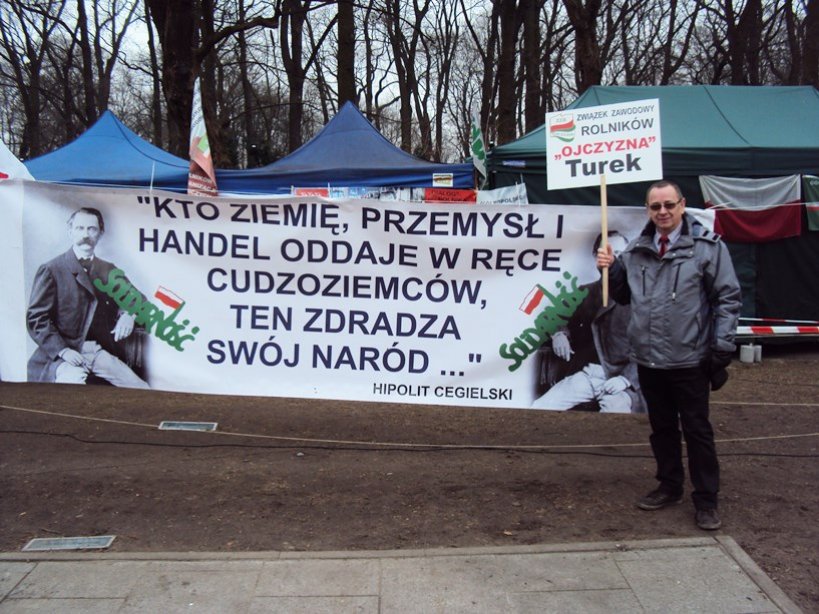 "KTO ZIEMIĘ, PRZEMYSŁ I
HANDEL ODDAJE W RĘCE
CUDZOZIEMCÓW,
TEN ZDRADZA
SWÓJ NARÓD ..."
HIPOLIT CEGIELSKI
Solidarność
Solidarność
ZWIĄZEK ZAWODOWY
ROLNIKÓW
„OJCZYZNA"
Turek